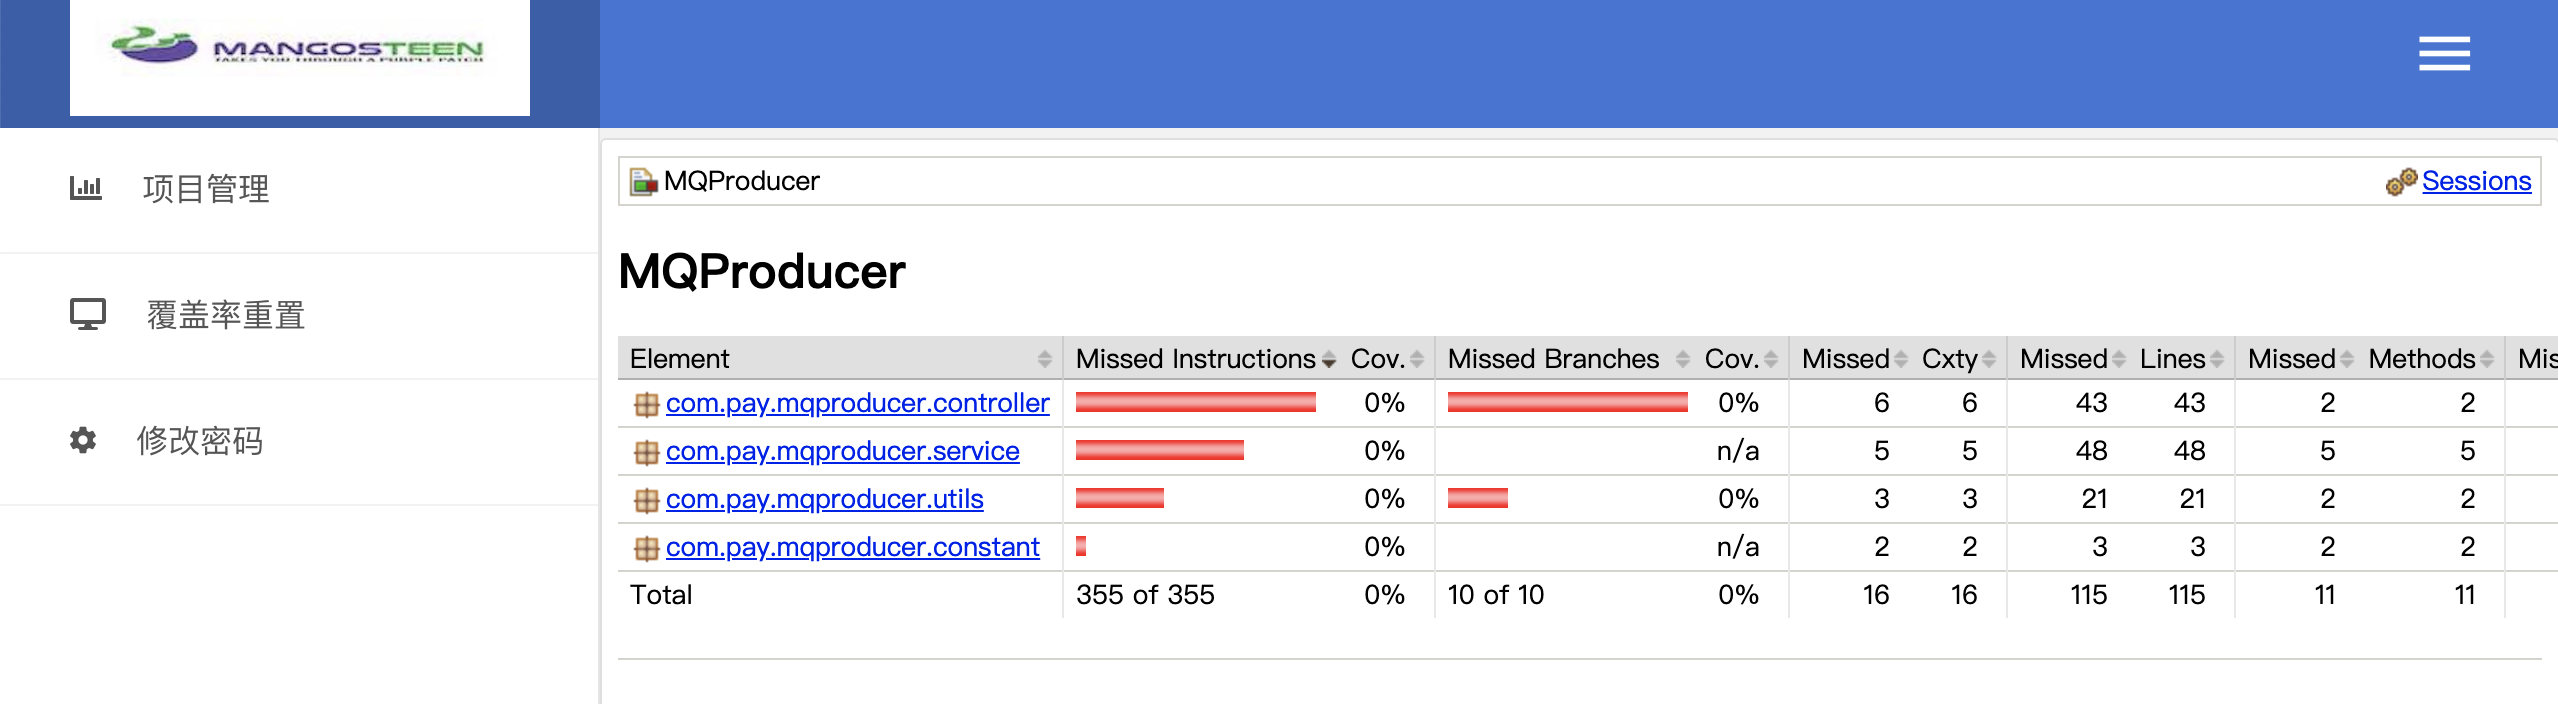 MANGOSTEEN
TAKES YOU THROUGH A PURPLE PATCH
项目管理
覆盖率重置
修改密码
MQProducer Sessions
MQProducer
Element Missed Instructions Cov. Missed Branches Cov. Missed Cxty Missed Lines Missed Methods Mis
com.pay.mqproducer.controller 0% 0% 6 6 43 43 2 2
com.pay.mqproducer.service 0% n/a 5 5 48 48 5 5
com.pay.mqproducer.utils 0% 0% 3 3 21 21 2 2
com.pay.mqproducer.constant 0% n/a 2 2 3 3 2 2
Total 355 of 355 0% 10 of 10 0% 16 16 115 115 11 11